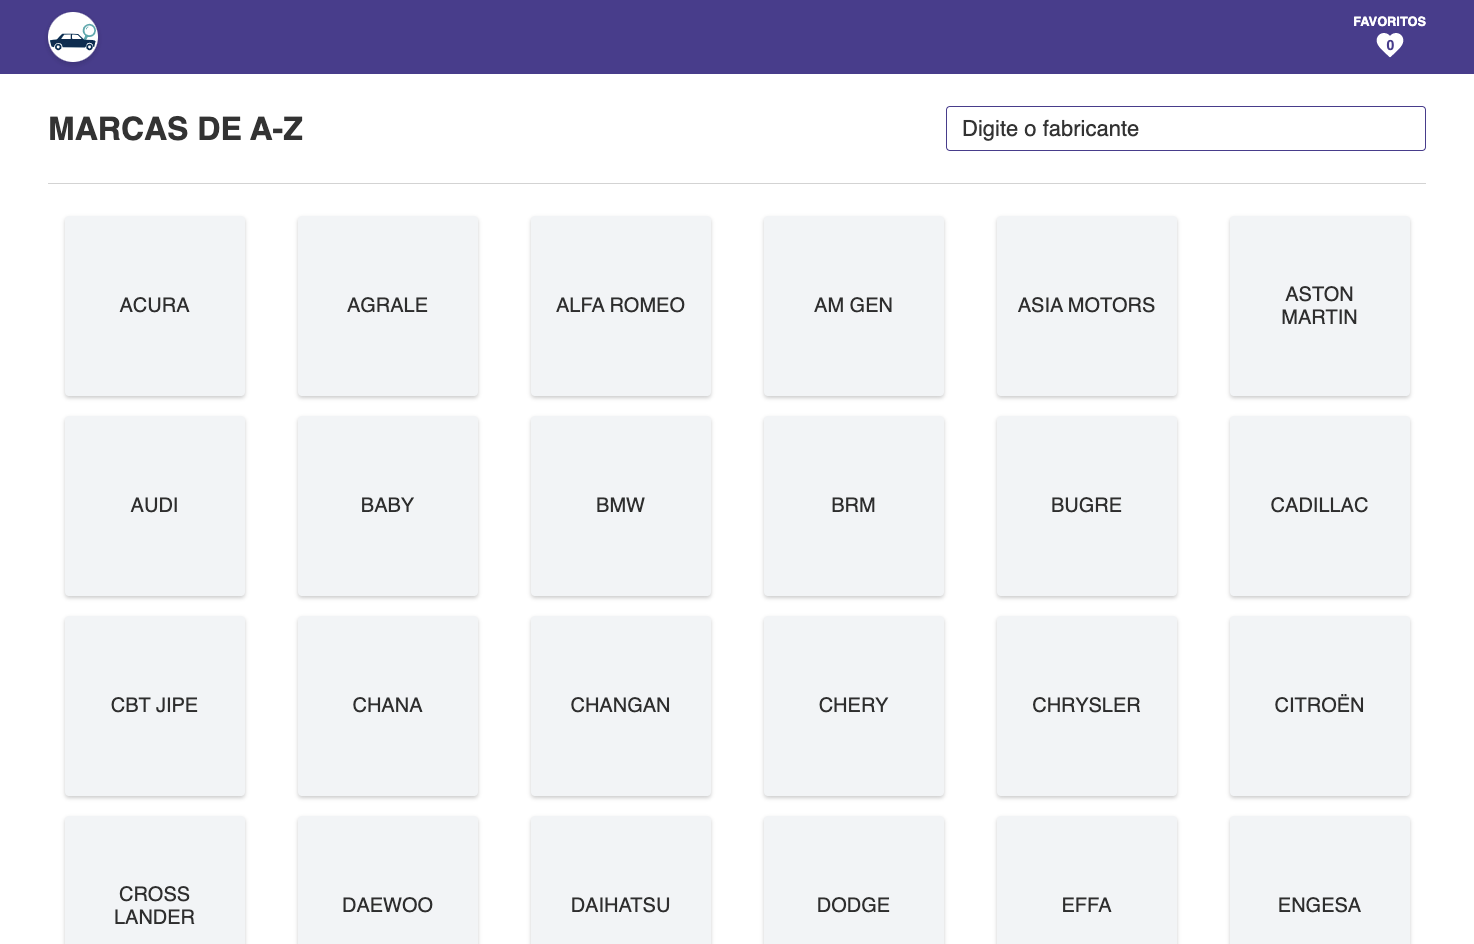 FAVORITOS
0
MARCAS DE A-Z
Digite o fabricante
ACURA
AGRALE
ALFA ROMEO
AM GEN
ASIA MOTORS
ASTON
MARTIN
AUDI
BABY
BMW
BRM
BUGRE
CADILLAC
CBT JIPE
CHANA
CHANGAN
CHERY
CHRYSLER
CITROËN
CROSS
LANDER
DAEWOO
DAIHATSU
DODGE
EFFA
ENGESA